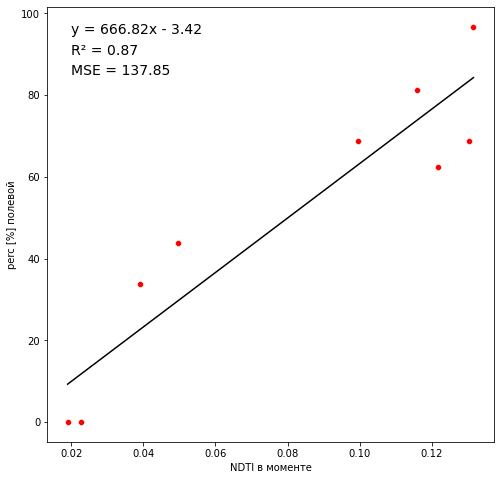 y = 666.82x - 3.42
R² = 0.87
MSE = 137.85
100
80
60
40
20
0
perc [%] полевой
0.02 0.04 0.06 0.08 0.10 0.12
NDTI в моменте